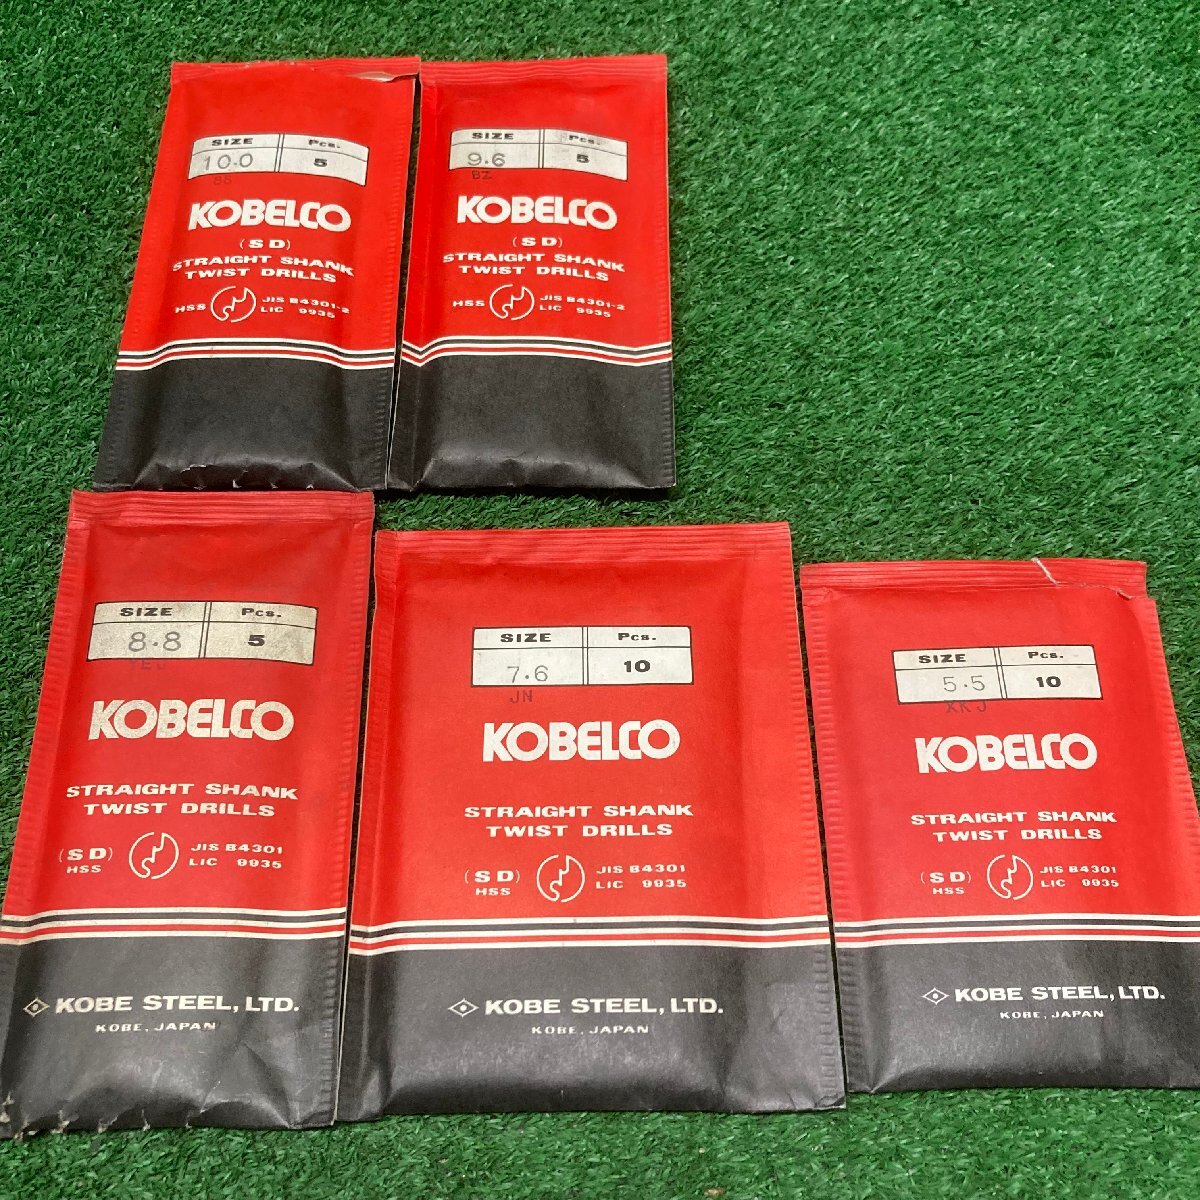 SIZE Pcs.
10.0 5
BS
KOBELCO
(SD)
STRAIGHT SHANK
TWIST DRILLS
HSS JIS B4301-2
LIC 9935
SIZE Pcs.
9.6 5
BZ
KOBELCO
(SD)
STRAIGHT SHANK
TWIST DRILLS
HSS JIS B4301-2
LIC 9935
SIZE Pcs.
8.8 5
KOBELCO
STRAIGHT SHANK
TWIST DRILLS
(SD) JIS B4301
HSS LIC 9935
KOBE STEEL, LTD.
KOBE, JAPAN
SIZE Pcs.
7.6 10
JN
KOBELCO
STRAIGHT SHANK
TWIST DRILLS
(SD) JIS B4301
HSS LIC 9935
KOBE STEEL, LTD.
KOBE, JAPAN
SIZE Pcs.
5.5 10
XKJ
KOBELCO
STRAIGHT SHANK
TWIST DRILLS
(SD) JIS B4301
HSS LIC 9935
KOBE STEEL, LTD.
KOBE, JAPAN